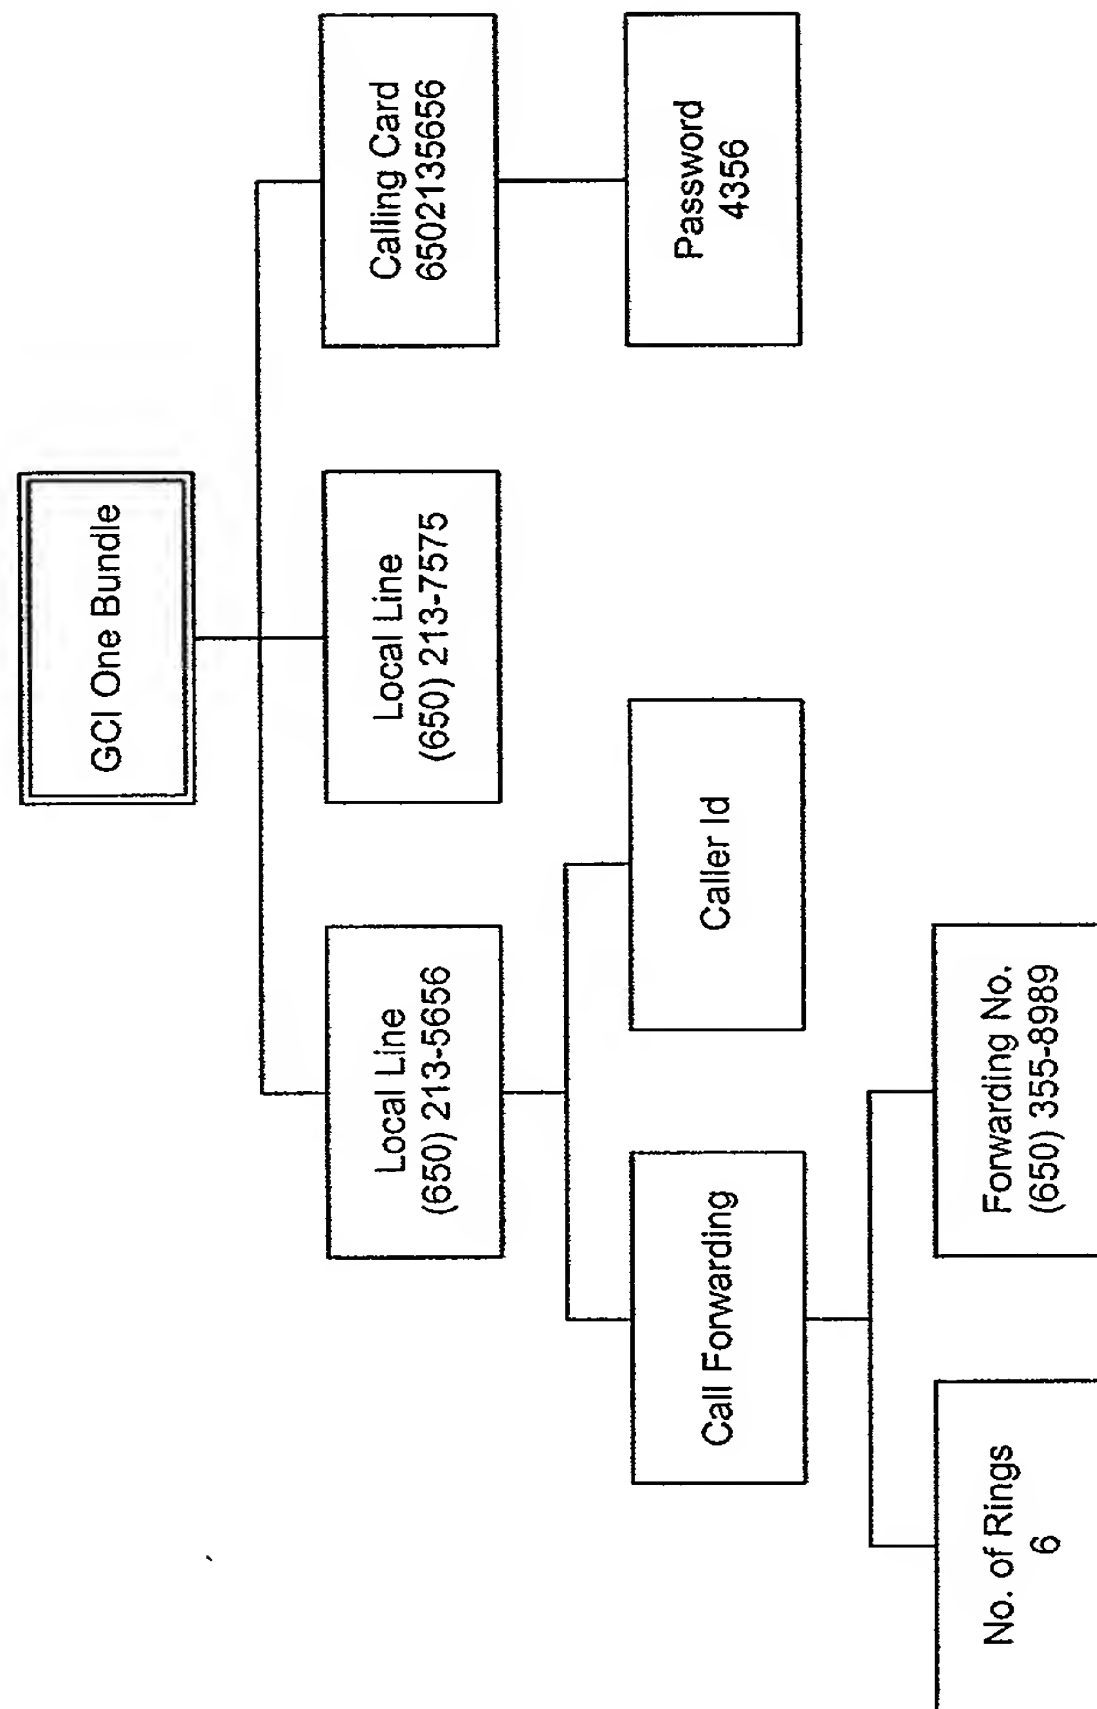 GCI One Bundle
Local Line
(650) 213-5656
Local Line
(650) 213-7575
Calling Card
6502135656
Call Forwarding
Caller Id
Password
4356
No. of Rings
6
Forwarding No.
(650) 355-8989